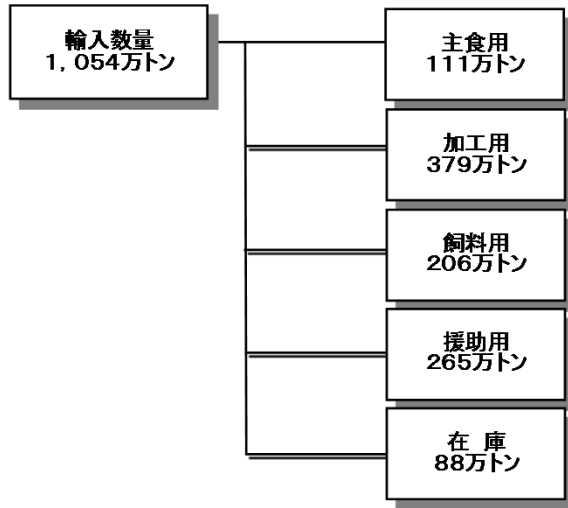 輸入数量
1，054万トン
主食用
111万トン
加工用
379万トン
飼料用
206万トン
援助用
265万トン
在 庫
88万トン